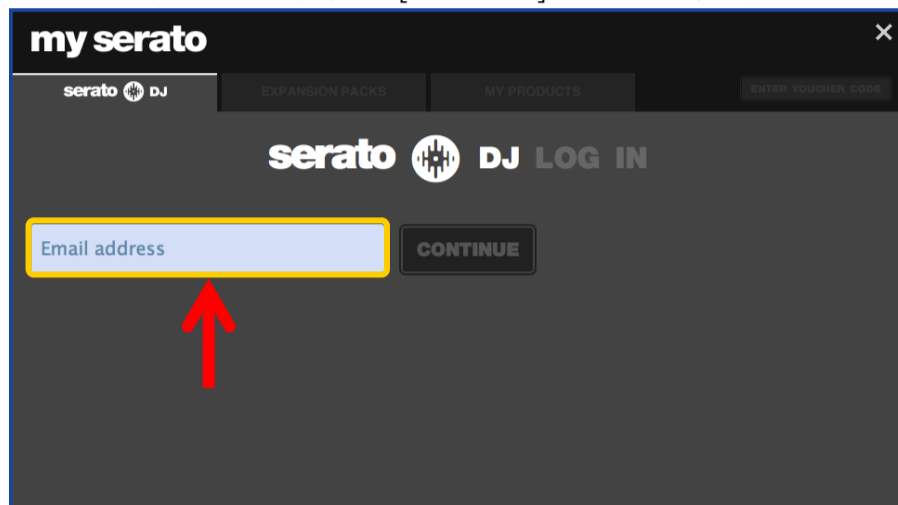 my serato
serato DJ
EXPANSION PACKS
MY PRODUCTS
ENTER VOUCHER CODE
serato DJ LOG IN
Email address
CONTINUE